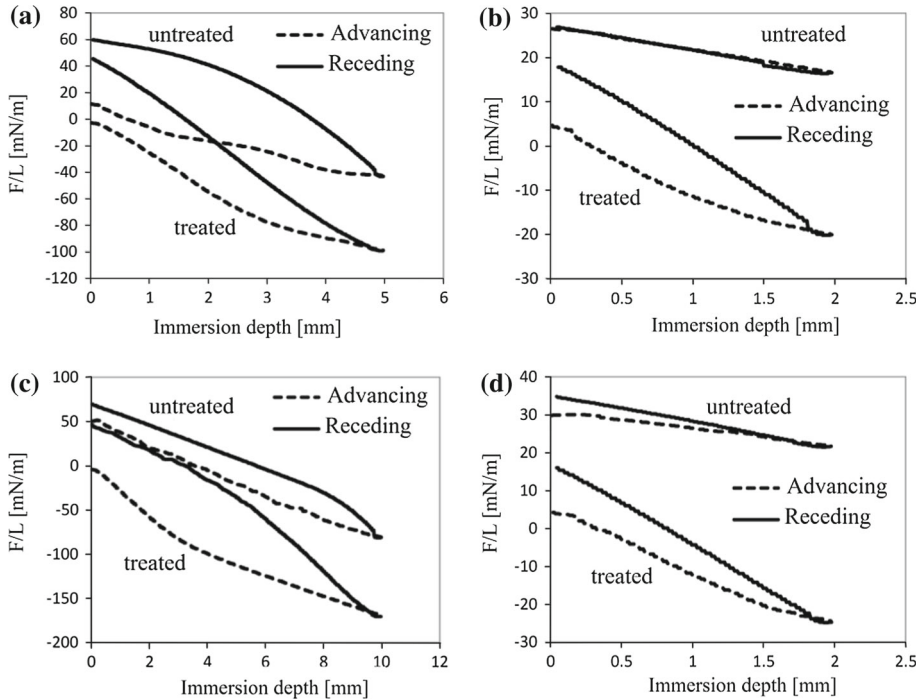 (a)
60
untreated
Advancing
Receding
40
20
0
-20
-40
-60
-80
-100
-120
treated
F/L [mN/m]
0 1 2 3 4 5 6
Immersion depth [mm]
(b)
30
untreated
20
Advancing
Receding
10
0
-10
-20
-30
treated
F/L [mN/m]
0 0.5 1 1.5 2 2.5
Immersion depth [mm]
(c)
100
untreated
Advancing
Receding
50
0
-50
-100
-150
-200
treated
F/L [mN/m]
0 2 4 6 8 10 12
Immersion depth [mm]
(d)
40
untreated
30
20
Advancing
Receding
10
0
-10
-20
-30
treated
F/L [mN/m]
0 0.5 1 1.5 2 2.5
Immersion depth [mm]